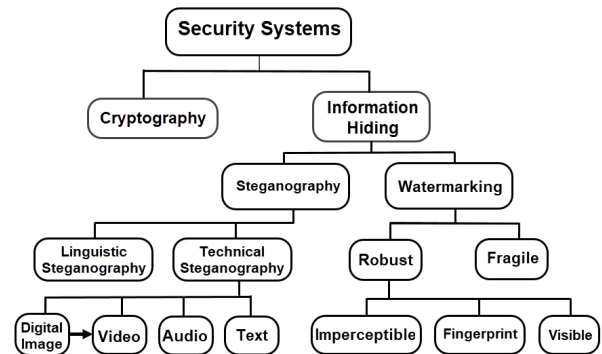 Security Systems
Cryptography
Information
Hiding
Steganography
Watermarking
Linguistic
Steganography
Technical
Steganography
Robust
Fragile
Digital
Image
Video
Audio
Text
Imperceptible
Fingerprint
Visible